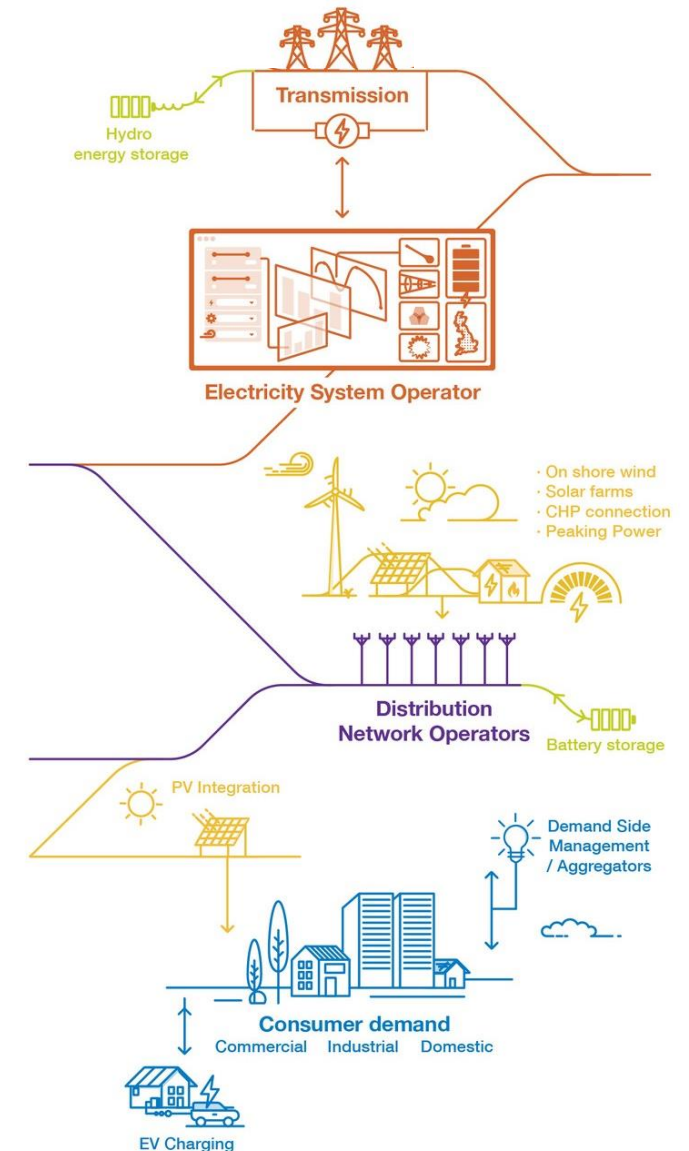 Transmission
Hydro
energy storage
Electricity System Operator
· On shore wind
· Solar farms
· CHP connection
· Peaking Power
Distribution
Network Operators
Battery storage
PV Integration
Demand Side
Management
/ Aggregators
Consumer demand
Commercial Industrial Domestic
EV Charging